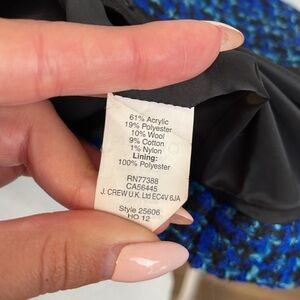 61% Acrylic
19% Polyester
10% Wool
9% Cotton
1% Nylon
Lining:
100% Polyester
RN77388
CA56445
J. CREW U.K. Ltd EC4V 6JA
Style 25606
HO 12